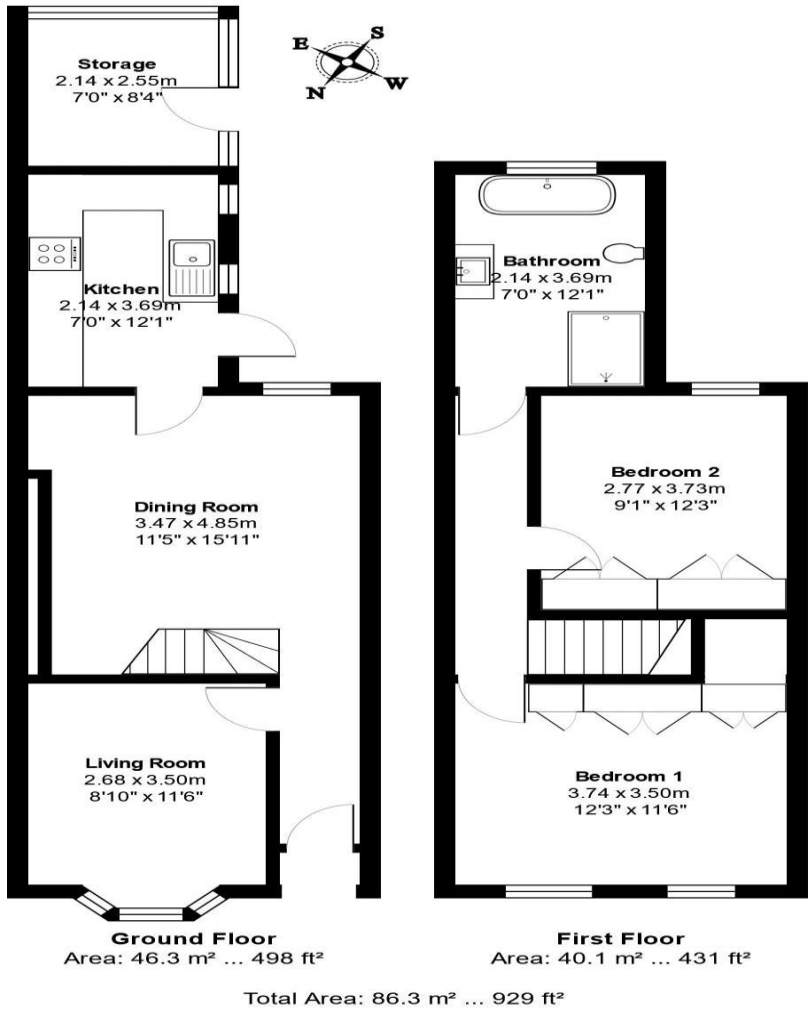 Storage
2.14 x 2.55m
7'0" x 8'4"
E
S
N
W
Kitchen
2.14 x 3.69m
7'0" x 12'1"
Dining Room
3.47 x 4.85m
11'5" x 15'11"
Living Room
2.68 x 3.50m
8'10" x 11'6"
Ground Floor
Area: 46.3 m² ... 498 ft²
Bathroom
2.14 x 3.69m
7'0" x 12'1"
Bedroom 2
2.77 x 3.73m
9'1" x 12'3"
Bedroom 1
3.74 x 3.50m
12'3" x 11'6"
First Floor
Area: 40.1 m² ... 431 ft²
Total Area: 86.3 m² ... 929 ft²